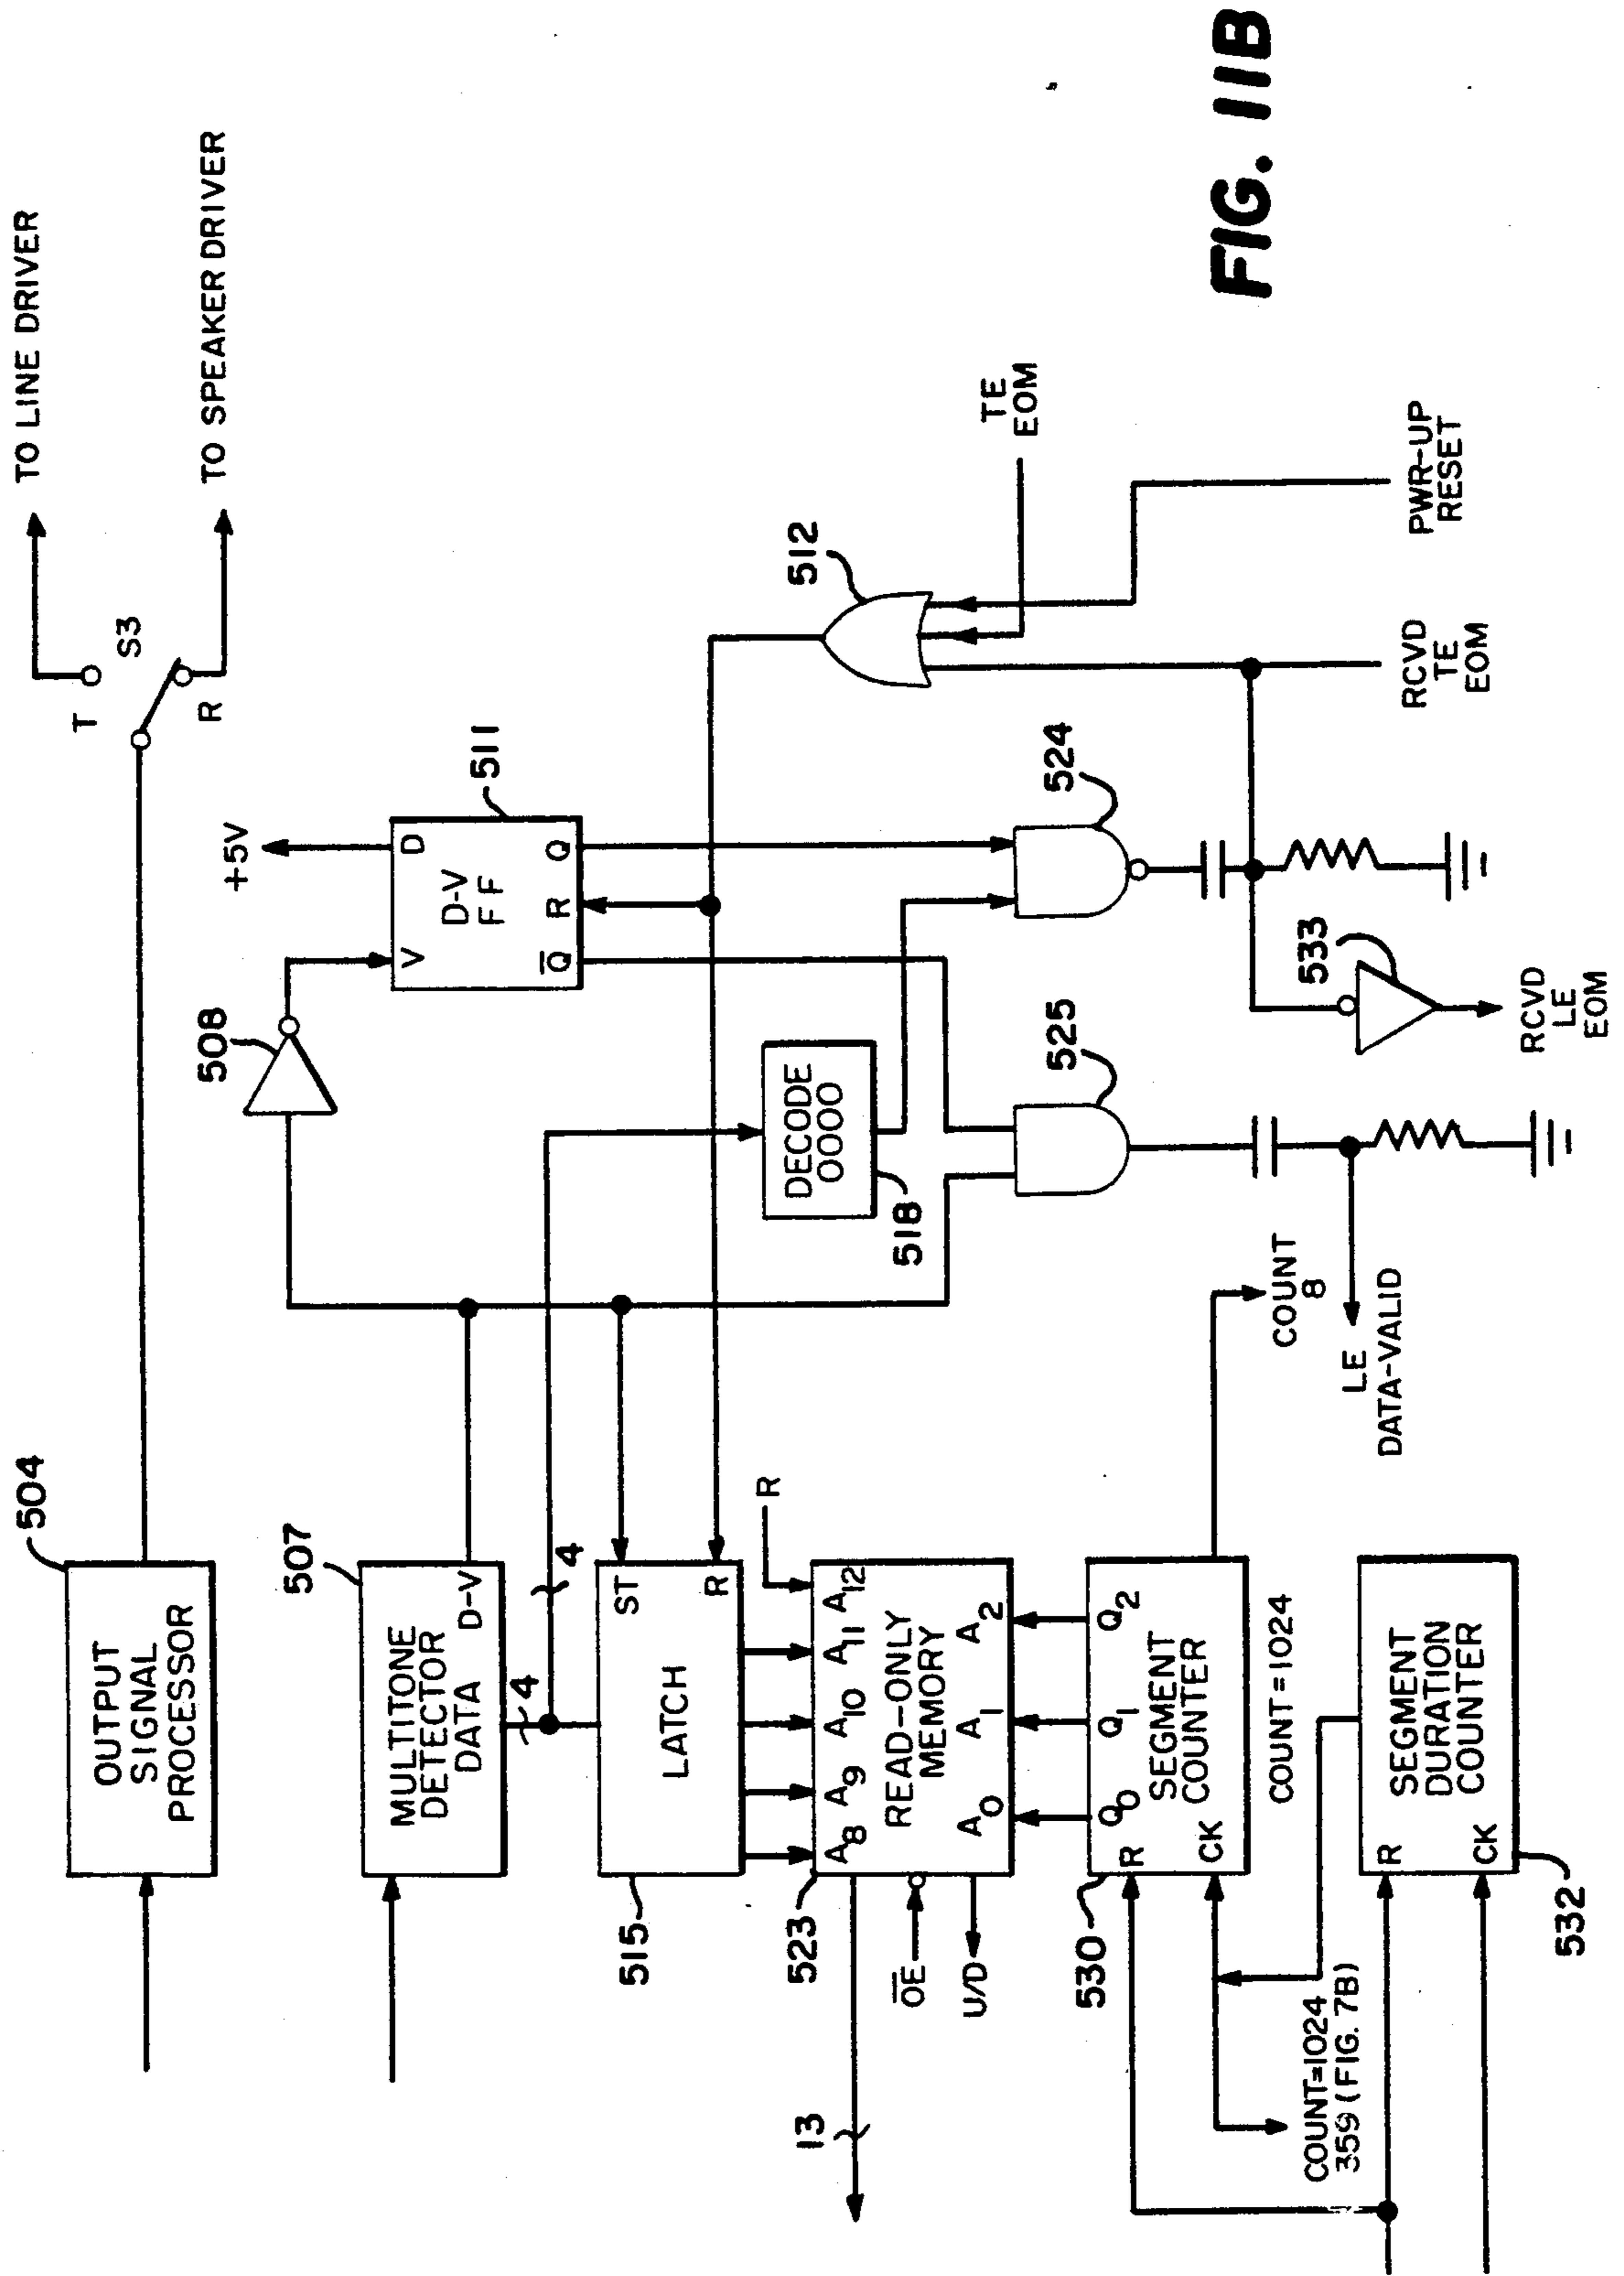 TO LINE DRIVER
TO SPEAKER DRIVER
T
S3
R
504
OUTPUT
SIGNAL
PROCESSOR
507
MULTITONE
DETECTOR
DATA
D-V
4
4
508
+5V
V
D
D-V
FF
Q̅
R
Q
511
515
ST
R
LATCH
DECODE
0000
518
512
TE
EOM
PWR-UP
RESET
RCVD
TE
EOM
524
525
533
RCVD
LE
EOM
LE
DATA-VALID
R
523
A8
A9
A10
A11
A12
READ-ONLY
MEMORY
A0
A1
A2
13
O̅E̅
U/D
530
R
CK
Q0
Q1
Q2
SEGMENT
COUNTER
COUNT
8
COUNT=1024
COUNT=1024
359 (FIG. 7B)
532
R
CK
SEGMENT
DURATION
COUNTER
FIG. 11B